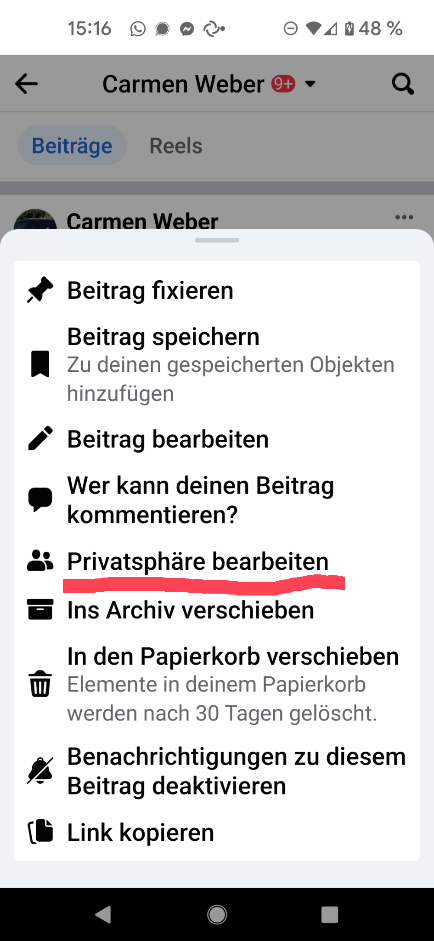 15:16 48 %
Carmen Weber 9+
Beiträge Reels
Carmen Weber
Beitrag fixieren
Beitrag speichern
Zu deinen gespeicherten Objekten
hinzufügen
Beitrag bearbeiten
Wer kann deinen Beitrag
kommentieren?
Privatsphäre bearbeiten
Ins Archiv verschieben
In den Papierkorb verschieben
Elemente in deinem Papierkorb
werden nach 30 Tagen gelöscht.
Benachrichtigungen zu diesem
Beitrag deaktivieren
Link kopieren